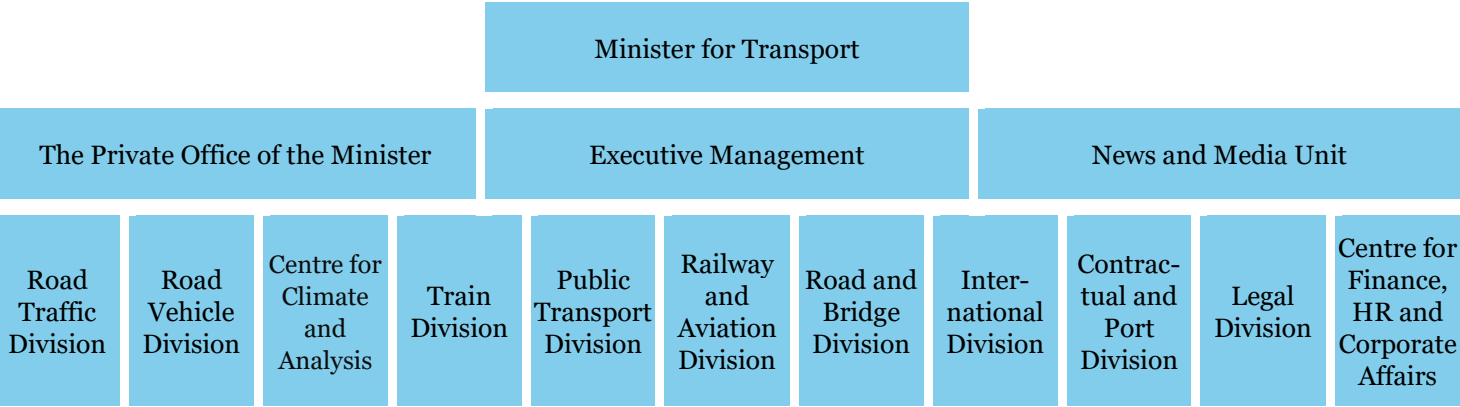 Minister for Transport
The Private Office of the Minister
Executive Management
News and Media Unit
Road
Traffic
Division
Road
Vehicle
Division
Centre for
Climate
and
Analysis
Train
Division
Public
Transport
Division
Railway
and
Aviation
Division
Road and
Bridge
Division
Inter-
national
Division
Contrac-
tual and
Port
Division
Legal
Division
Centre for
Finance,
HR and
Corporate
Affairs